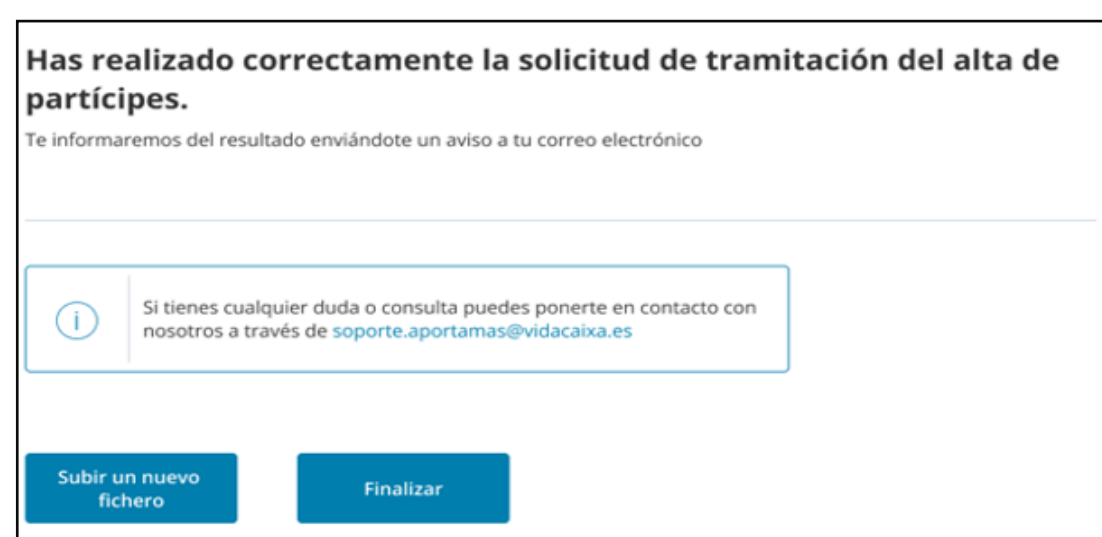 Has realizado correctamente la solicitud de tramitación del alta de
partícipes.
Te informaremos del resultado enviándote un aviso a tu correo electrónico
i
Si tienes cualquier duda o consulta puedes ponerte en contacto con
nosotros a través de soporte.aportamas@vidacaixa.es
Subir un nuevo
fichero
Finalizar